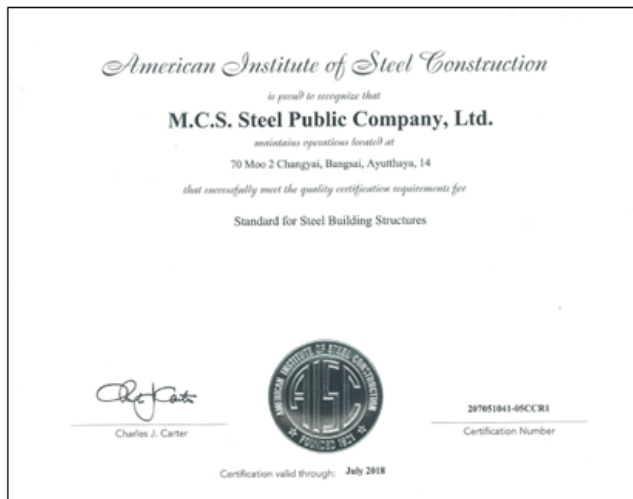 American Institute of Steel Construction
is proud to recognize that
M.C.S. Steel Public Company, Ltd.
maintains operations located at
70 Moo 2 Changyai, Bangsai, Ayutthaya, 14
that successfully meet the quality certification requirements for
Standard for Steel Building Structures
AMERICAN INSTITUTE OF STEEL CONSTRUCTION
AISC
FOUNDED 1921
Charles J. Carter
207051041-05CCR1
Certification Number
Certification valid through: July 2018